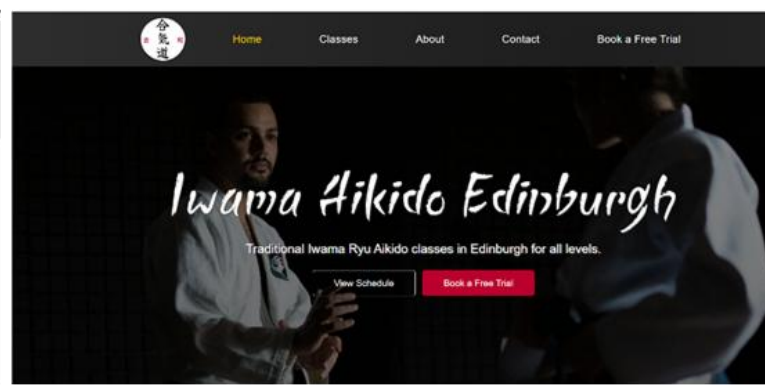 合
氣
道
Home Classes About Contact Book a Free Trial
Iwama Aikido Edinburgh
Traditional Iwama Ryu Aikido classes in Edinburgh for all levels.
View Schedule Book a Free Trial